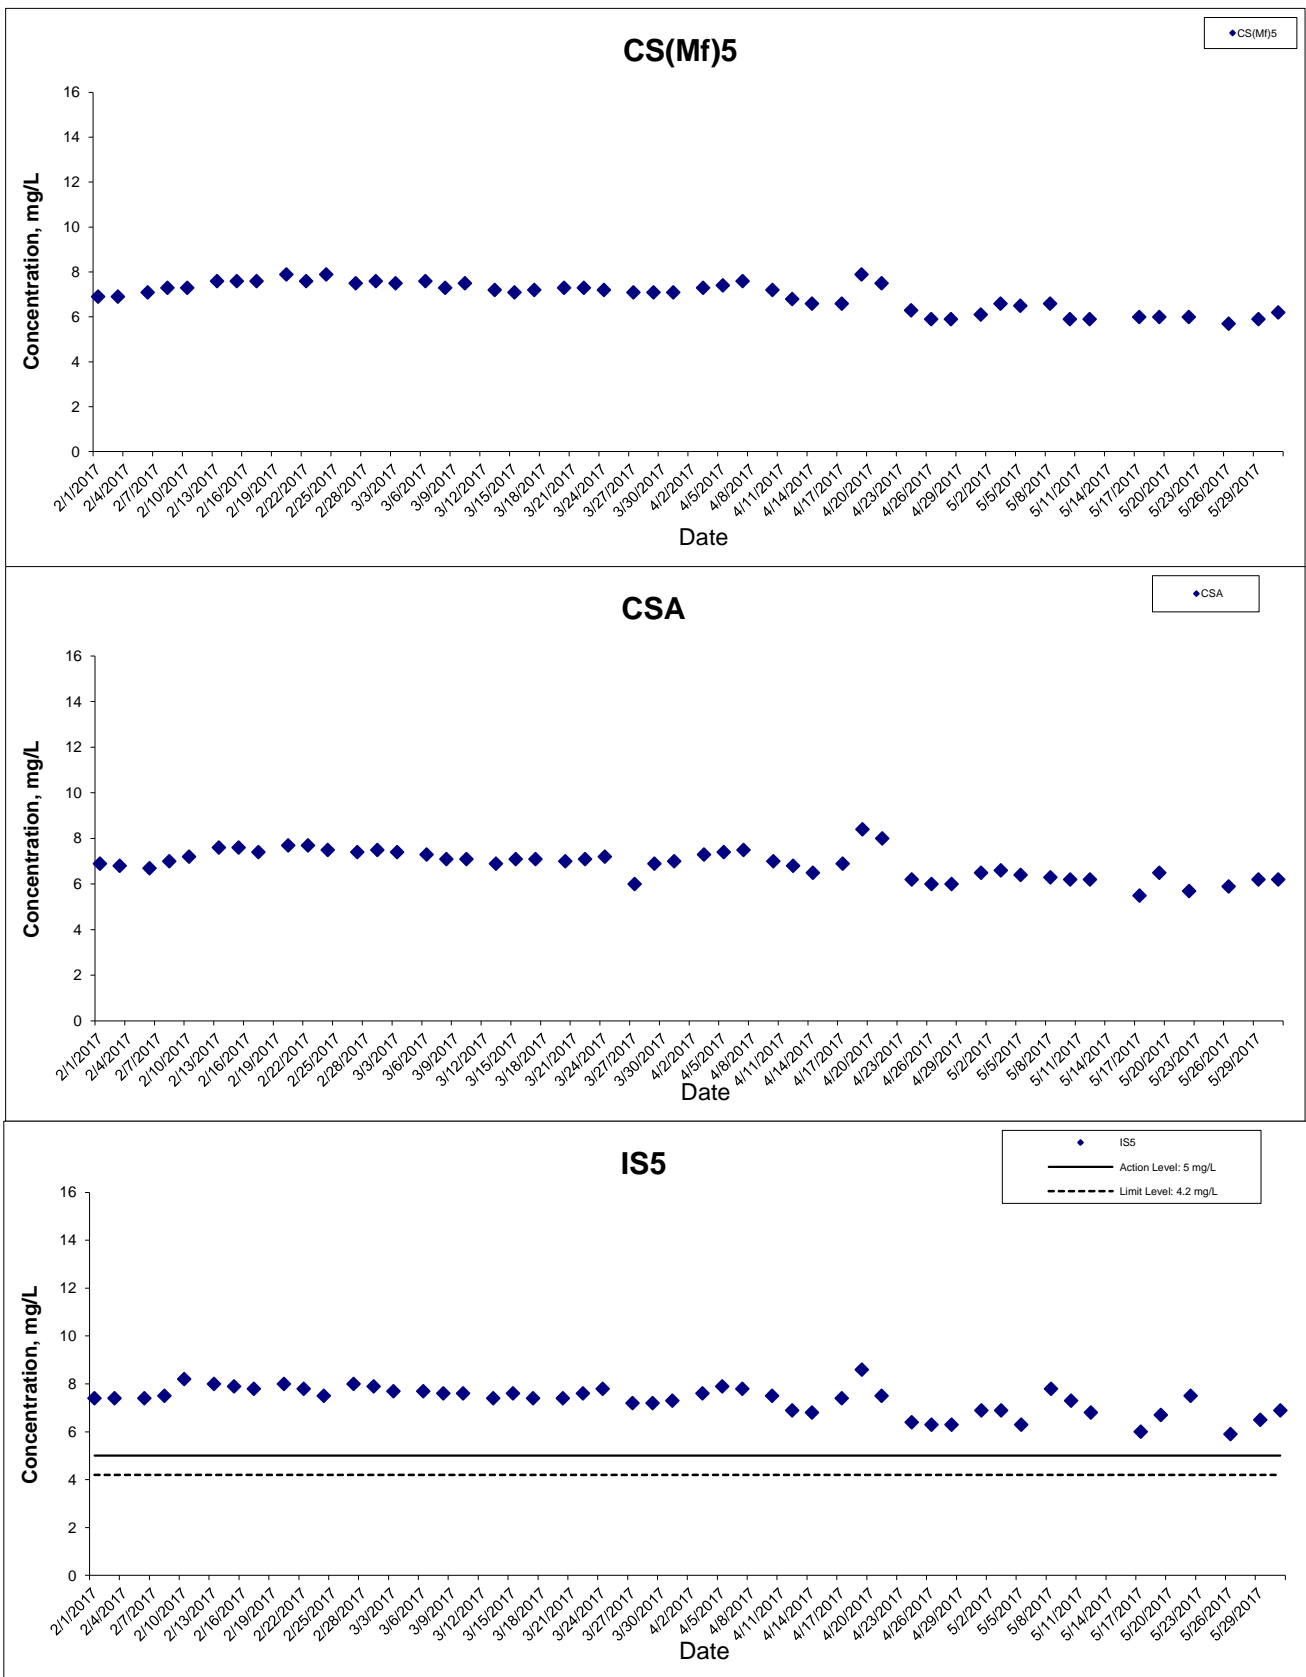 CS(Mf)5
CS(Mf)5
16
14
12
10
8
6
4
2
0
Concentration, mg/L
2/1/2017 2/4/2017 2/7/2017 2/10/2017 2/13/2017 2/16/2017 2/19/2017 2/22/2017 2/25/2017 2/28/2017 3/3/2017 3/6/2017 3/9/2017 3/12/2017 3/15/2017 3/18/2017 3/21/2017 3/24/2017 3/27/2017 3/30/2017 4/2/2017 4/5/2017 4/8/2017 4/11/2017 4/14/2017 4/17/2017 4/20/2017 4/23/2017 4/26/2017 4/29/2017 5/2/2017 5/5/2017 5/8/2017 5/11/2017 5/14/2017 5/17/2017 5/20/2017 5/23/2017 5/26/2017 5/29/2017
Date
CSA
CSA
16
14
12
10
8
6
4
2
0
Concentration, mg/L
2/1/2017 2/4/2017 2/7/2017 2/10/2017 2/13/2017 2/16/2017 2/19/2017 2/22/2017 2/25/2017 2/28/2017 3/3/2017 3/6/2017 3/9/2017 3/12/2017 3/15/2017 3/18/2017 3/21/2017 3/24/2017 3/27/2017 3/30/2017 4/2/2017 4/5/2017 4/8/2017 4/11/2017 4/14/2017 4/17/2017 4/20/2017 4/23/2017 4/26/2017 4/29/2017 5/2/2017 5/5/2017 5/8/2017 5/11/2017 5/14/2017 5/17/2017 5/20/2017 5/23/2017 5/26/2017 5/29/2017
Date
IS5
IS5
Action Level: 5 mg/L
Limit Level: 4.2 mg/L
16
14
12
10
8
6
4
2
0
Concentration, mg/L
2/1/2017 2/4/2017 2/7/2017 2/10/2017 2/13/2017 2/16/2017 2/19/2017 2/22/2017 2/25/2017 2/28/2017 3/3/2017 3/6/2017 3/9/2017 3/12/2017 3/15/2017 3/18/2017 3/21/2017 3/24/2017 3/27/2017 3/30/2017 4/2/2017 4/5/2017 4/8/2017 4/11/2017 4/14/2017 4/17/2017 4/20/2017 4/23/2017 4/26/2017 4/29/2017 5/2/2017 5/5/2017 5/8/2017 5/11/2017 5/14/2017 5/17/2017 5/20/2017 5/23/2017 5/26/2017 5/29/2017
Date